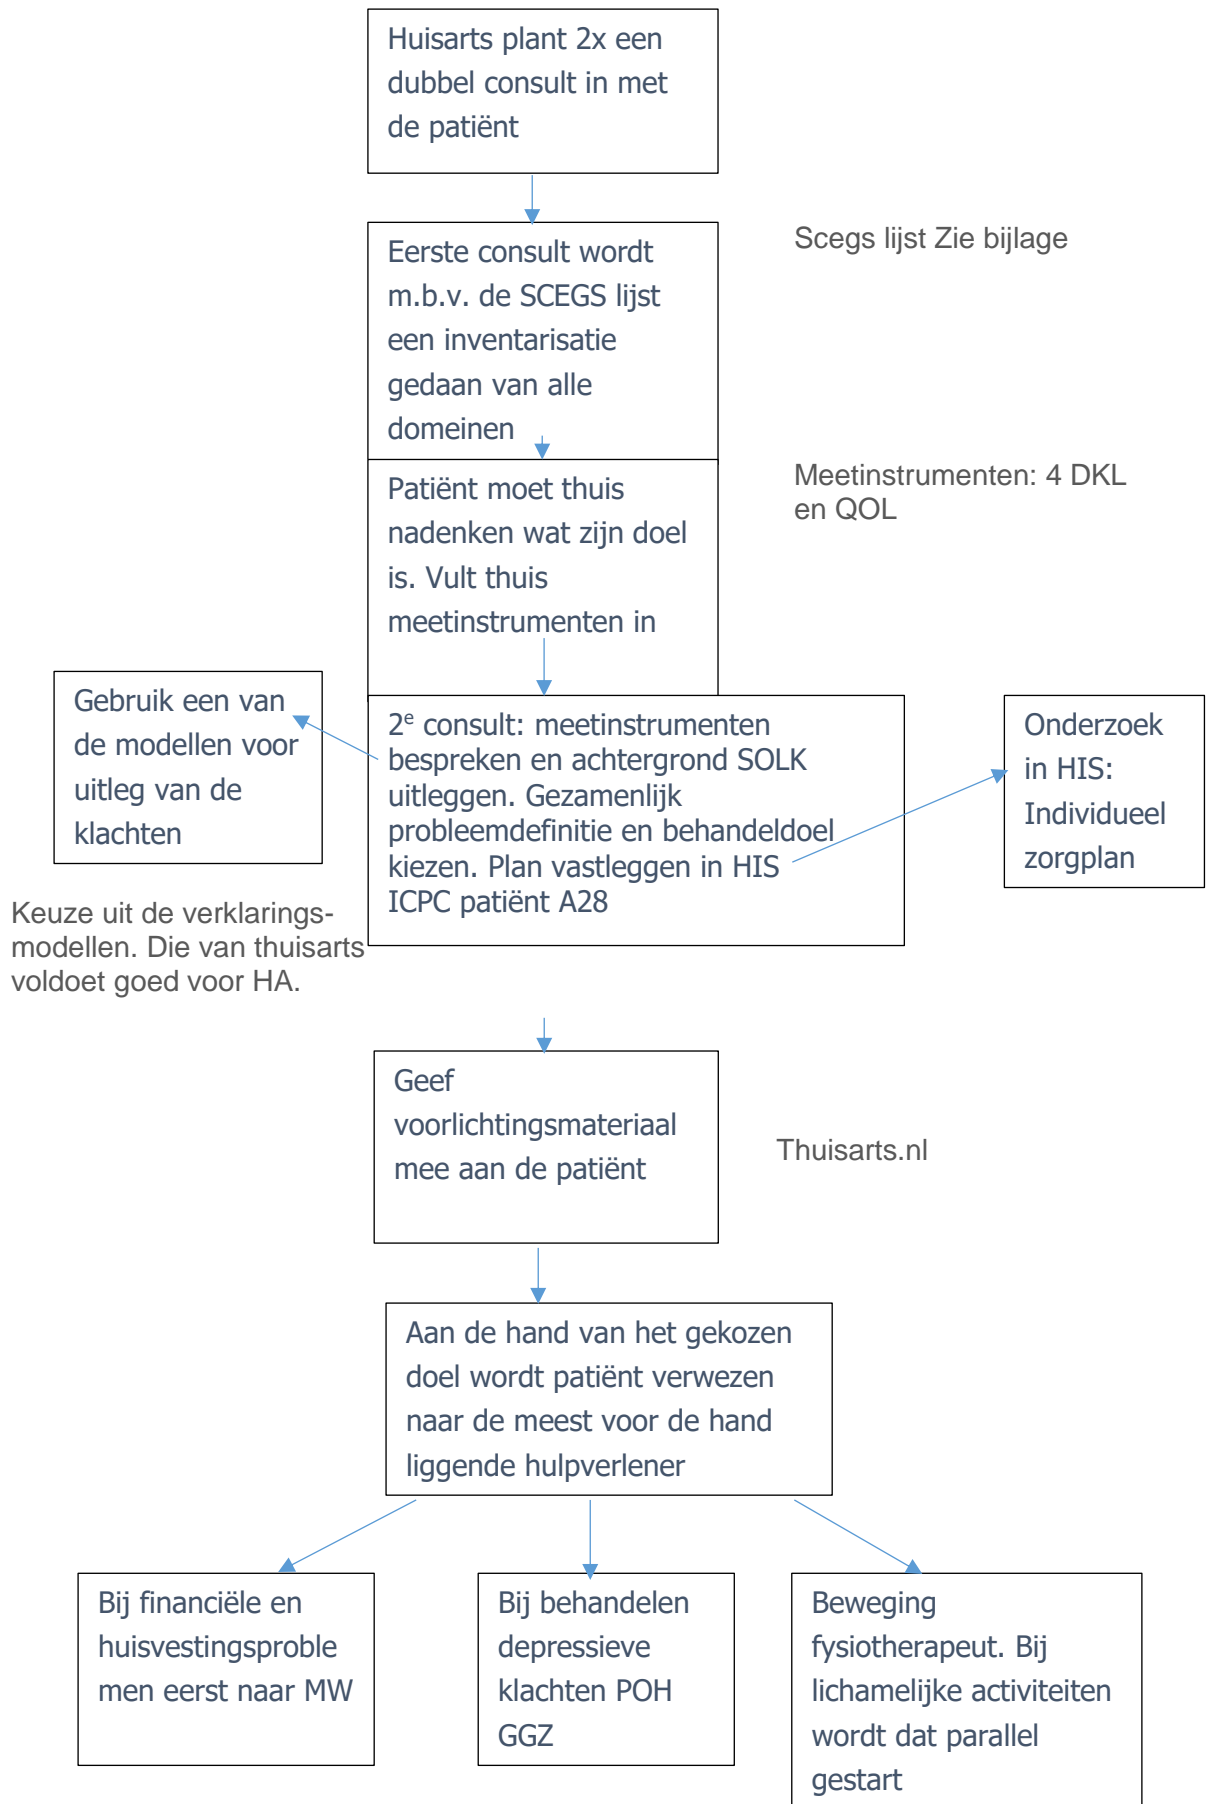 Huisarts plant 2x een
dubbel consult in met
de patiënt
Eerste consult wordt
m.b.v. de SCEGS lijst
een inventarisatie
gedaan van alle
domeinen
Scegs lijst Zie bijlage
Patiënt moet thuis
nadenken wat zijn doel
is. Vult thuis
meetinstrumenten in
Meetinstrumenten: 4 DKL
en QOL
Gebruik een van
de modellen voor
uitleg van de
klachten
2e consult: meetinstrumenten
bespreken en achtergrond SOLK
uitleggen. Gezamenlijk
probleemdefinitie en behandeldoel
kiezen. Plan vastleggen in HIS
ICPC patiënt A28
Onderzoek
in HIS:
Individueel
zorgplan
Keuze uit de verklarings-
modellen. Die van thuisarts
voldoet goed voor HA.
Geef
voorlichtingsmateriaal
mee aan de patiënt
Thuisarts.nl
Aan de hand van het gekozen
doel wordt patiënt verwezen
naar de meest voor de hand
liggende hulpverlener
Bij financiële en
huisvestingsproble
men eerst naar MW
Bij behandelen
depressieve
klachten POH
GGZ
Beweging
fysiotherapeut. Bij
lichamelijke activiteiten
wordt dat parallel
gestart